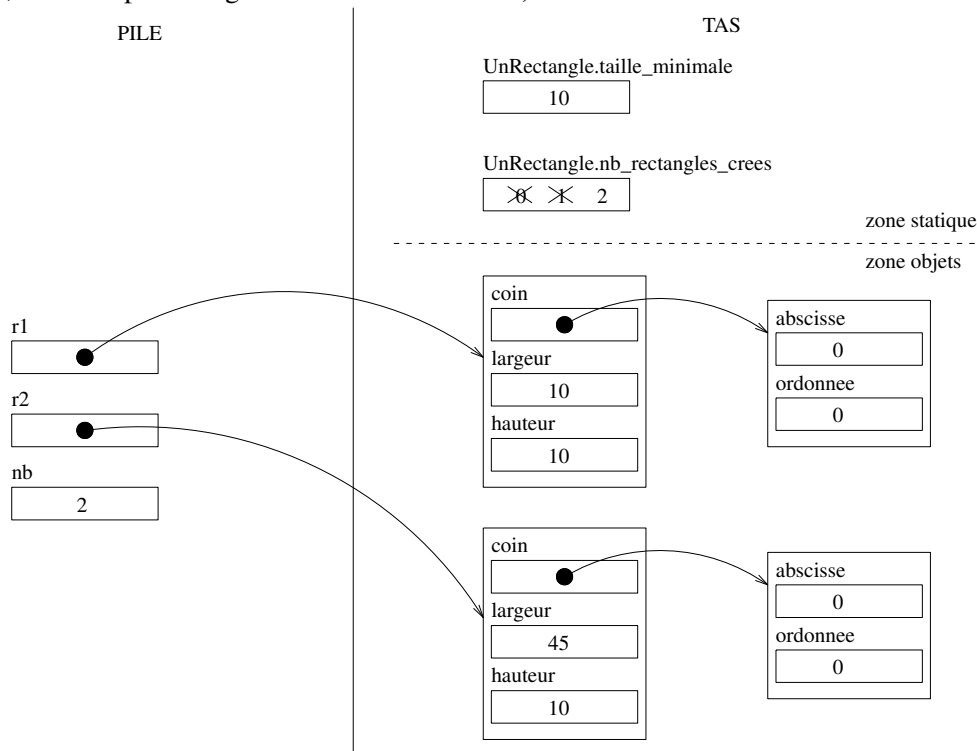 PILE
TAS
UnRectangle.taille_minimale
10
UnRectangle.nb_rectangles_crees
0 1 2
zone statique
zone objets
r1
r2
nb
2
coin
largeur
10
hauteur
10
abscisse
0
ordonnee
0
coin
largeur
45
hauteur
10
abscisse
0
ordonnee
0